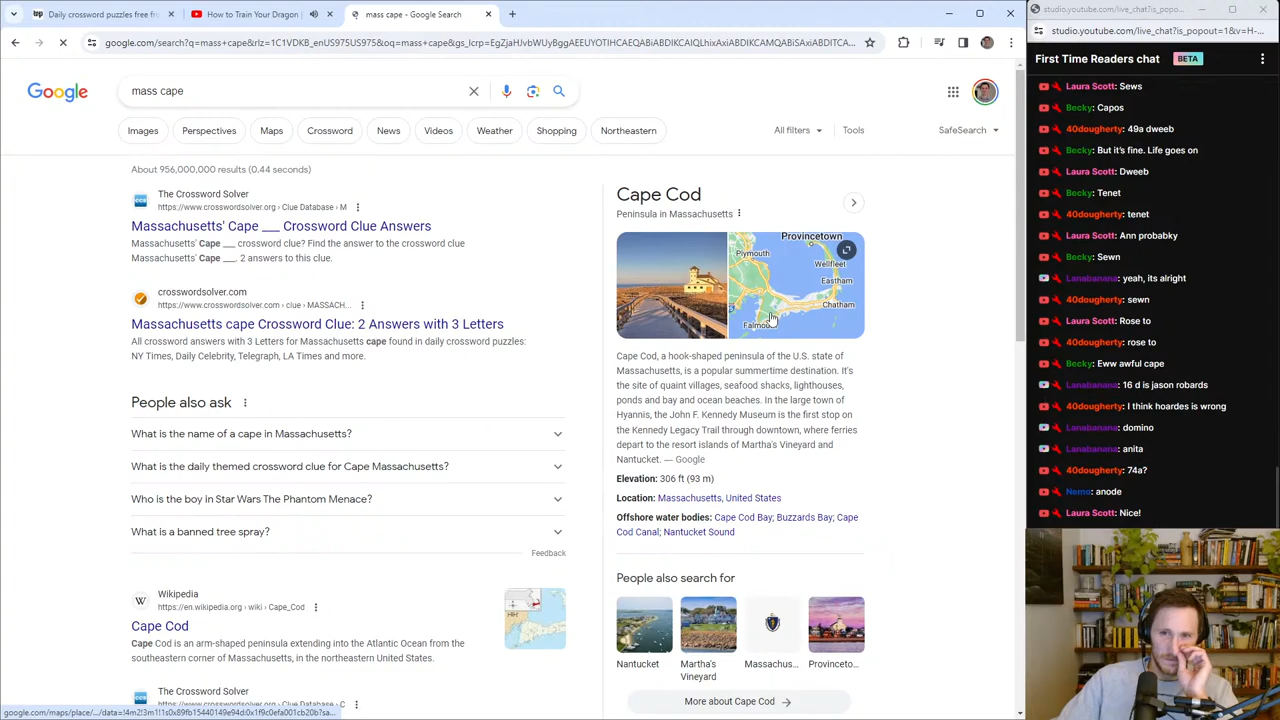 Daily crossword puzzles free fr
How to Train Your Dragon |
mass cape - Google Search
google.com/search?q=mass+cape&rlz=1C1VDKB_enUS975US975&oq=mass+cape&gs_lcrp=
mass cape
Google
Images
Perspectives
Maps
Crossword
News
Videos
Weather
Shopping
Northeastern
All filters
Tools
SafeSearch
About 956,000,000 results (0.44 seconds)
The Crossword Solver
https://www.crosswordsolver.org › Clue Database › M
Massachusetts' Cape ___ Crossword Clue Answers
Massachusetts' Cape ___ crossword clue? Find the answer to the crossword clue
Massachusetts' Cape ___. 2 answers to this clue.
crosswordsolver.com
https://www.crosswordsolver.com › clue › MASSACH...
Massachusetts cape Crossword Clue: 2 Answers with 3 Letters
All crossword answers with 3 Letters for Massachusetts cape found in daily crossword puzzles:
NY Times, Daily Celebrity, Telegraph, LA Times and more.
People also ask
What is the name of a cape in Massachusetts?
What is the daily themed crossword clue for Cape Massachusetts?
Who is the boy in Star Wars The Phantom Menace?
What is a banned tree spray?
Feedback
Wikipedia
https://en.wikipedia.org › wiki › Cape_Cod
Cape Cod
Cape Cod is an arm-shaped peninsula extending into the Atlantic Ocean from the
southeastern corner of Massachusetts, in the northeastern United States.
The Crossword Solver
https://www.crosswordsolver.org › Clue Database › C
google.com/maps/place/.../data=!4m2!3m1!1s0x89fb15440149e94d:0x1f9c0efa001cb20b?sa...
Cape Cod
Peninsula in Massachusetts
Provincetown
Plymouth
Wellfleet
Eastham
Chatham
Falmouth
Cape Cod, a hook-shaped peninsula of the U.S. state of
Massachusetts, is a popular summertime destination. It's
the site of quaint villages, seafood shacks, lighthouses,
ponds and bay and ocean beaches. In the large town of
Hyannis, the John F. Kennedy Museum is the first stop on
the Kennedy Legacy Trail through downtown, where ferries
depart to the resort islands of Martha's Vineyard and
Nantucket. — Google
Elevation: 306 ft (93 m)
Location: Massachusetts, United States
Offshore water bodies: Cape Cod Bay; Buzzards Bay; Cape
Cod Canal; Nantucket Sound
People also search for
Nantucket
Martha's
Vineyard
Massachus...
Provinceto...
More about Cape Cod
studio.youtube.com/live_chat?is_popo...
studio.youtube.com/live_chat?is_popout=1&v=H-...
First Time Readers chat BETA
Laura Scott: Sews
Becky: Capos
40dougherty: 49a dweeb
Becky: But it's fine. Life goes on
Laura Scott: Dweeb
Becky: Tenet
40dougherty: tenet
Laura Scott: Ann probabky
Becky: Sewn
Lanabanana: yeah, its alright
40dougherty: sewn
Laura Scott: Rose to
40dougherty: rose to
Becky: Eww awful cape
Lanabanana: 16 d is jason robards
40dougherty: I think hoardes is wrong
Lanabanana: domino
Lanabanana: anita
40dougherty: 74a?
Nemo: anode
Laura Scott: Nice!